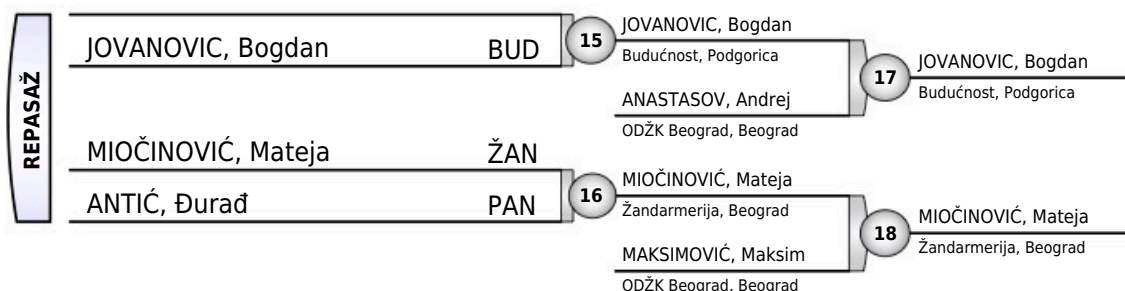 REPASAŽ
JOVANOVIC, Bogdan BUD
MIOČINOVIĆ, Mateja ŽAN
ANTIĆ, Đurađ PAN
15
JOVANOVIC, Bogdan
Budućnost, Podgorica
ANASTASOV, Andrej
ODŽK Beograd, Beograd
16
MIOČINOVIĆ, Mateja
Žandarmerija, Beograd
MAKSIMOVIĆ, Maksim
ODŽK Beograd, Beograd
17
JOVANOVIC, Bogdan
Budućnost, Podgorica
18
MIOČINOVIĆ, Mateja
Žandarmerija, Beograd